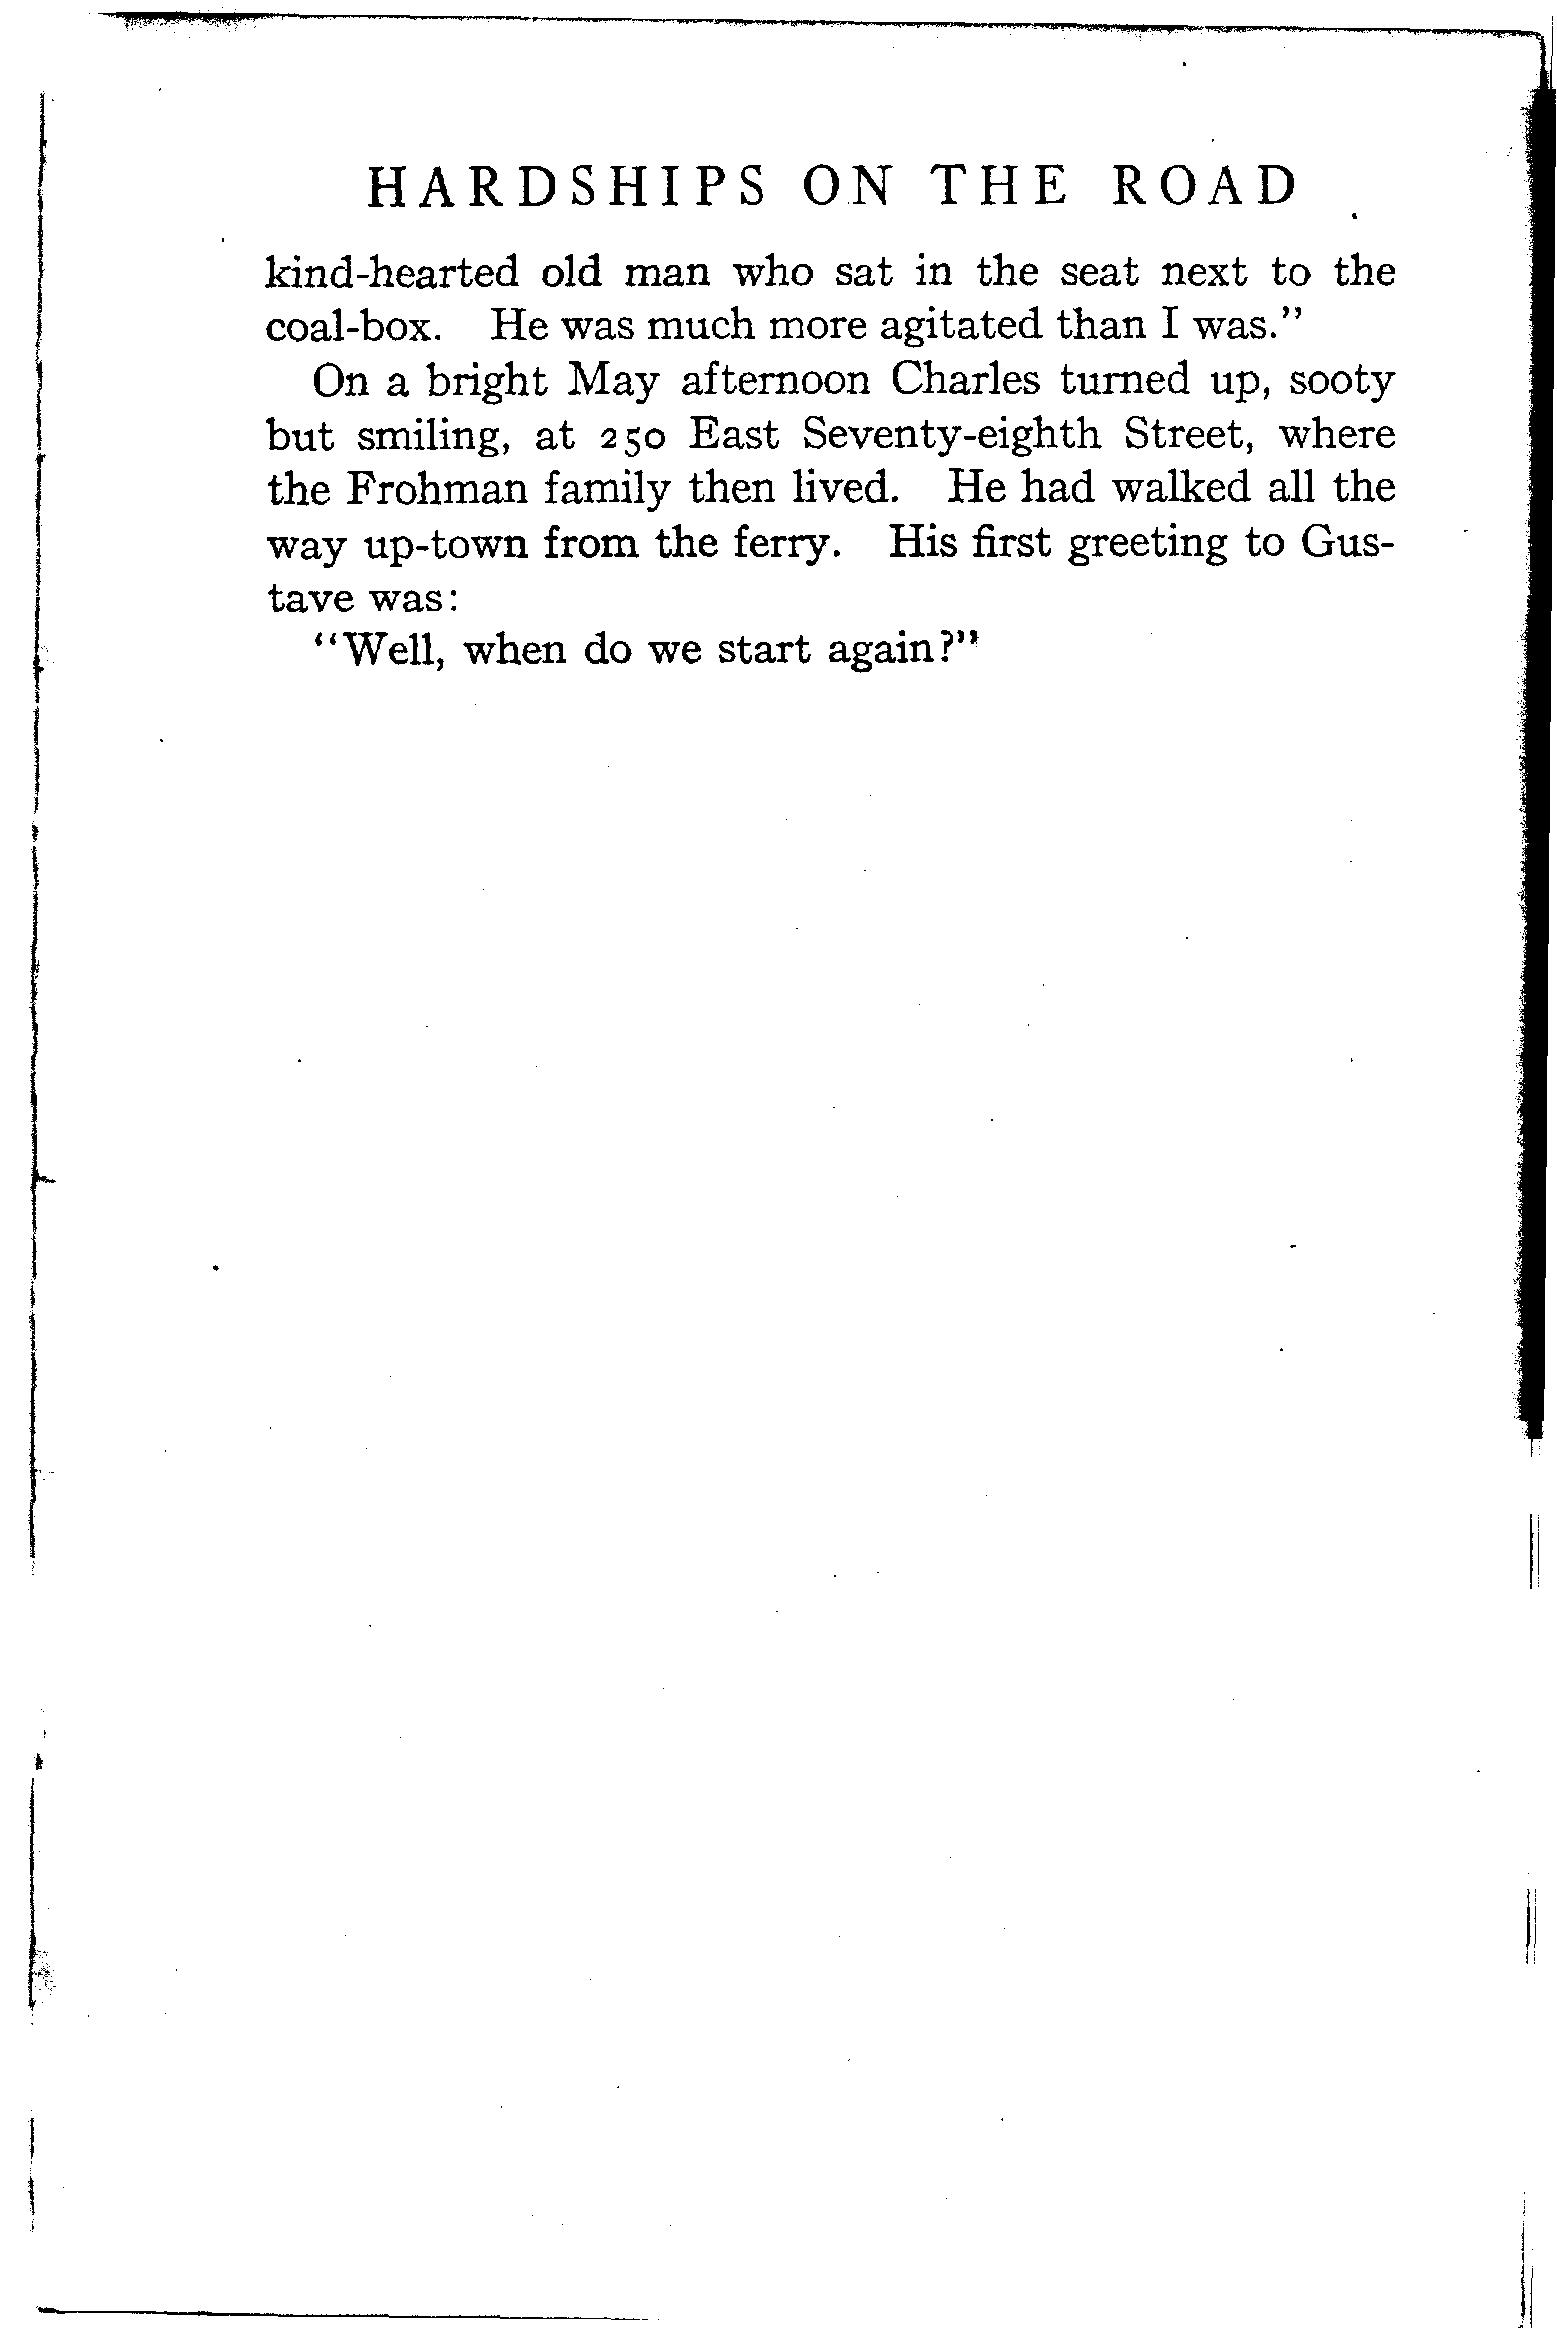 HARDSHIPS ON THE ROAD
kind-hearted old man who sat in the seat next to the
coal-box. He was much more agitated than I was."
On a bright May afternoon Charles turned up, sooty
but smiling, at 250 East Seventy-eighth Street, where
the Frohman family then lived. He had walked all the
way up-town from the ferry. His first greeting to Gus-
tave was:
"Well, when do we start again?"